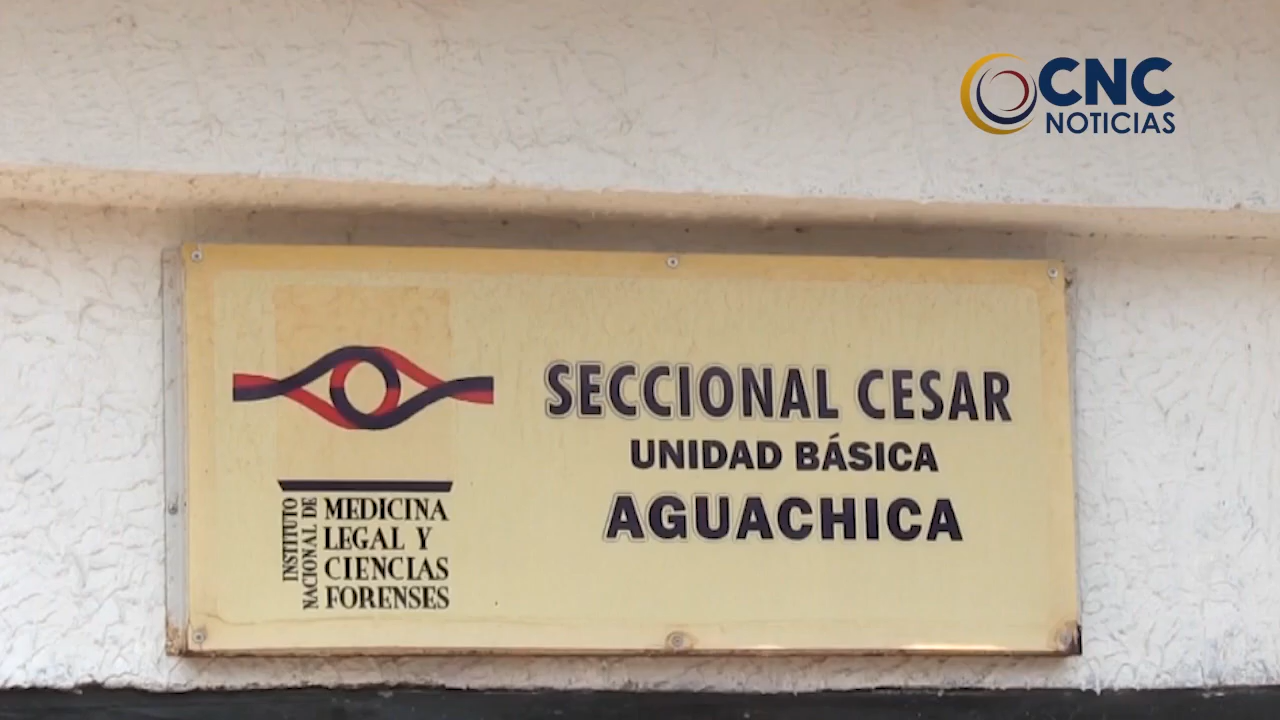 CNC
NOTICIAS
SECCIONAL CESAR
UNIDAD BÁSICA
AGUACHICA
INSTITUTO
NACIONAL DE
MEDICINA
LEGAL Y
CIENCIAS
FORENSES